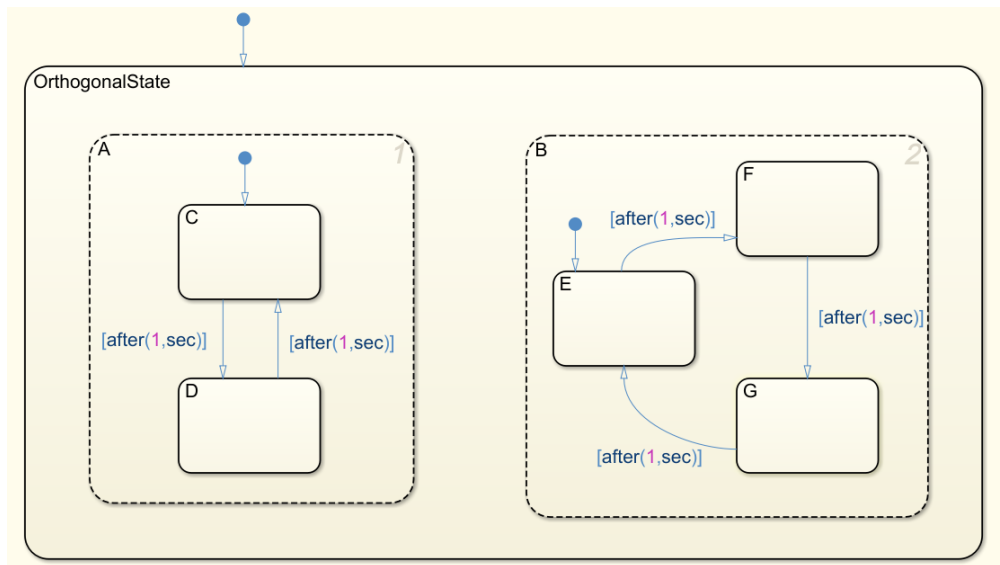 OrthogonalState
A
1
C
[after(1,sec)]
[after(1,sec)]
D
B
2
F
[after(1,sec)]
E
[after(1,sec)]
G
[after(1,sec)]